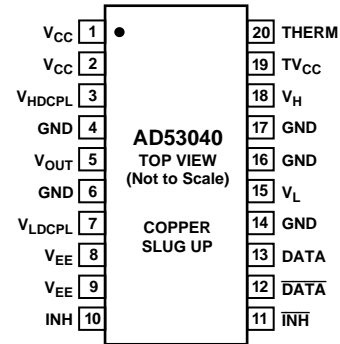 VCC 1 20 THERM
VCC 2 19 TVCC
VHDCPL 3 18 VH
GND 4 17 GND
AD53040
VOUT 5 TOP VIEW 16 GND
GND 6 (Not to Scale) 15 VL
VLDCPL 7 COPPER 14 GND
VEE 8 SLUG UP 13 DATA
VEE 9 12 D̅A̅T̅A̅
INH 10 11 I̅N̅H̅